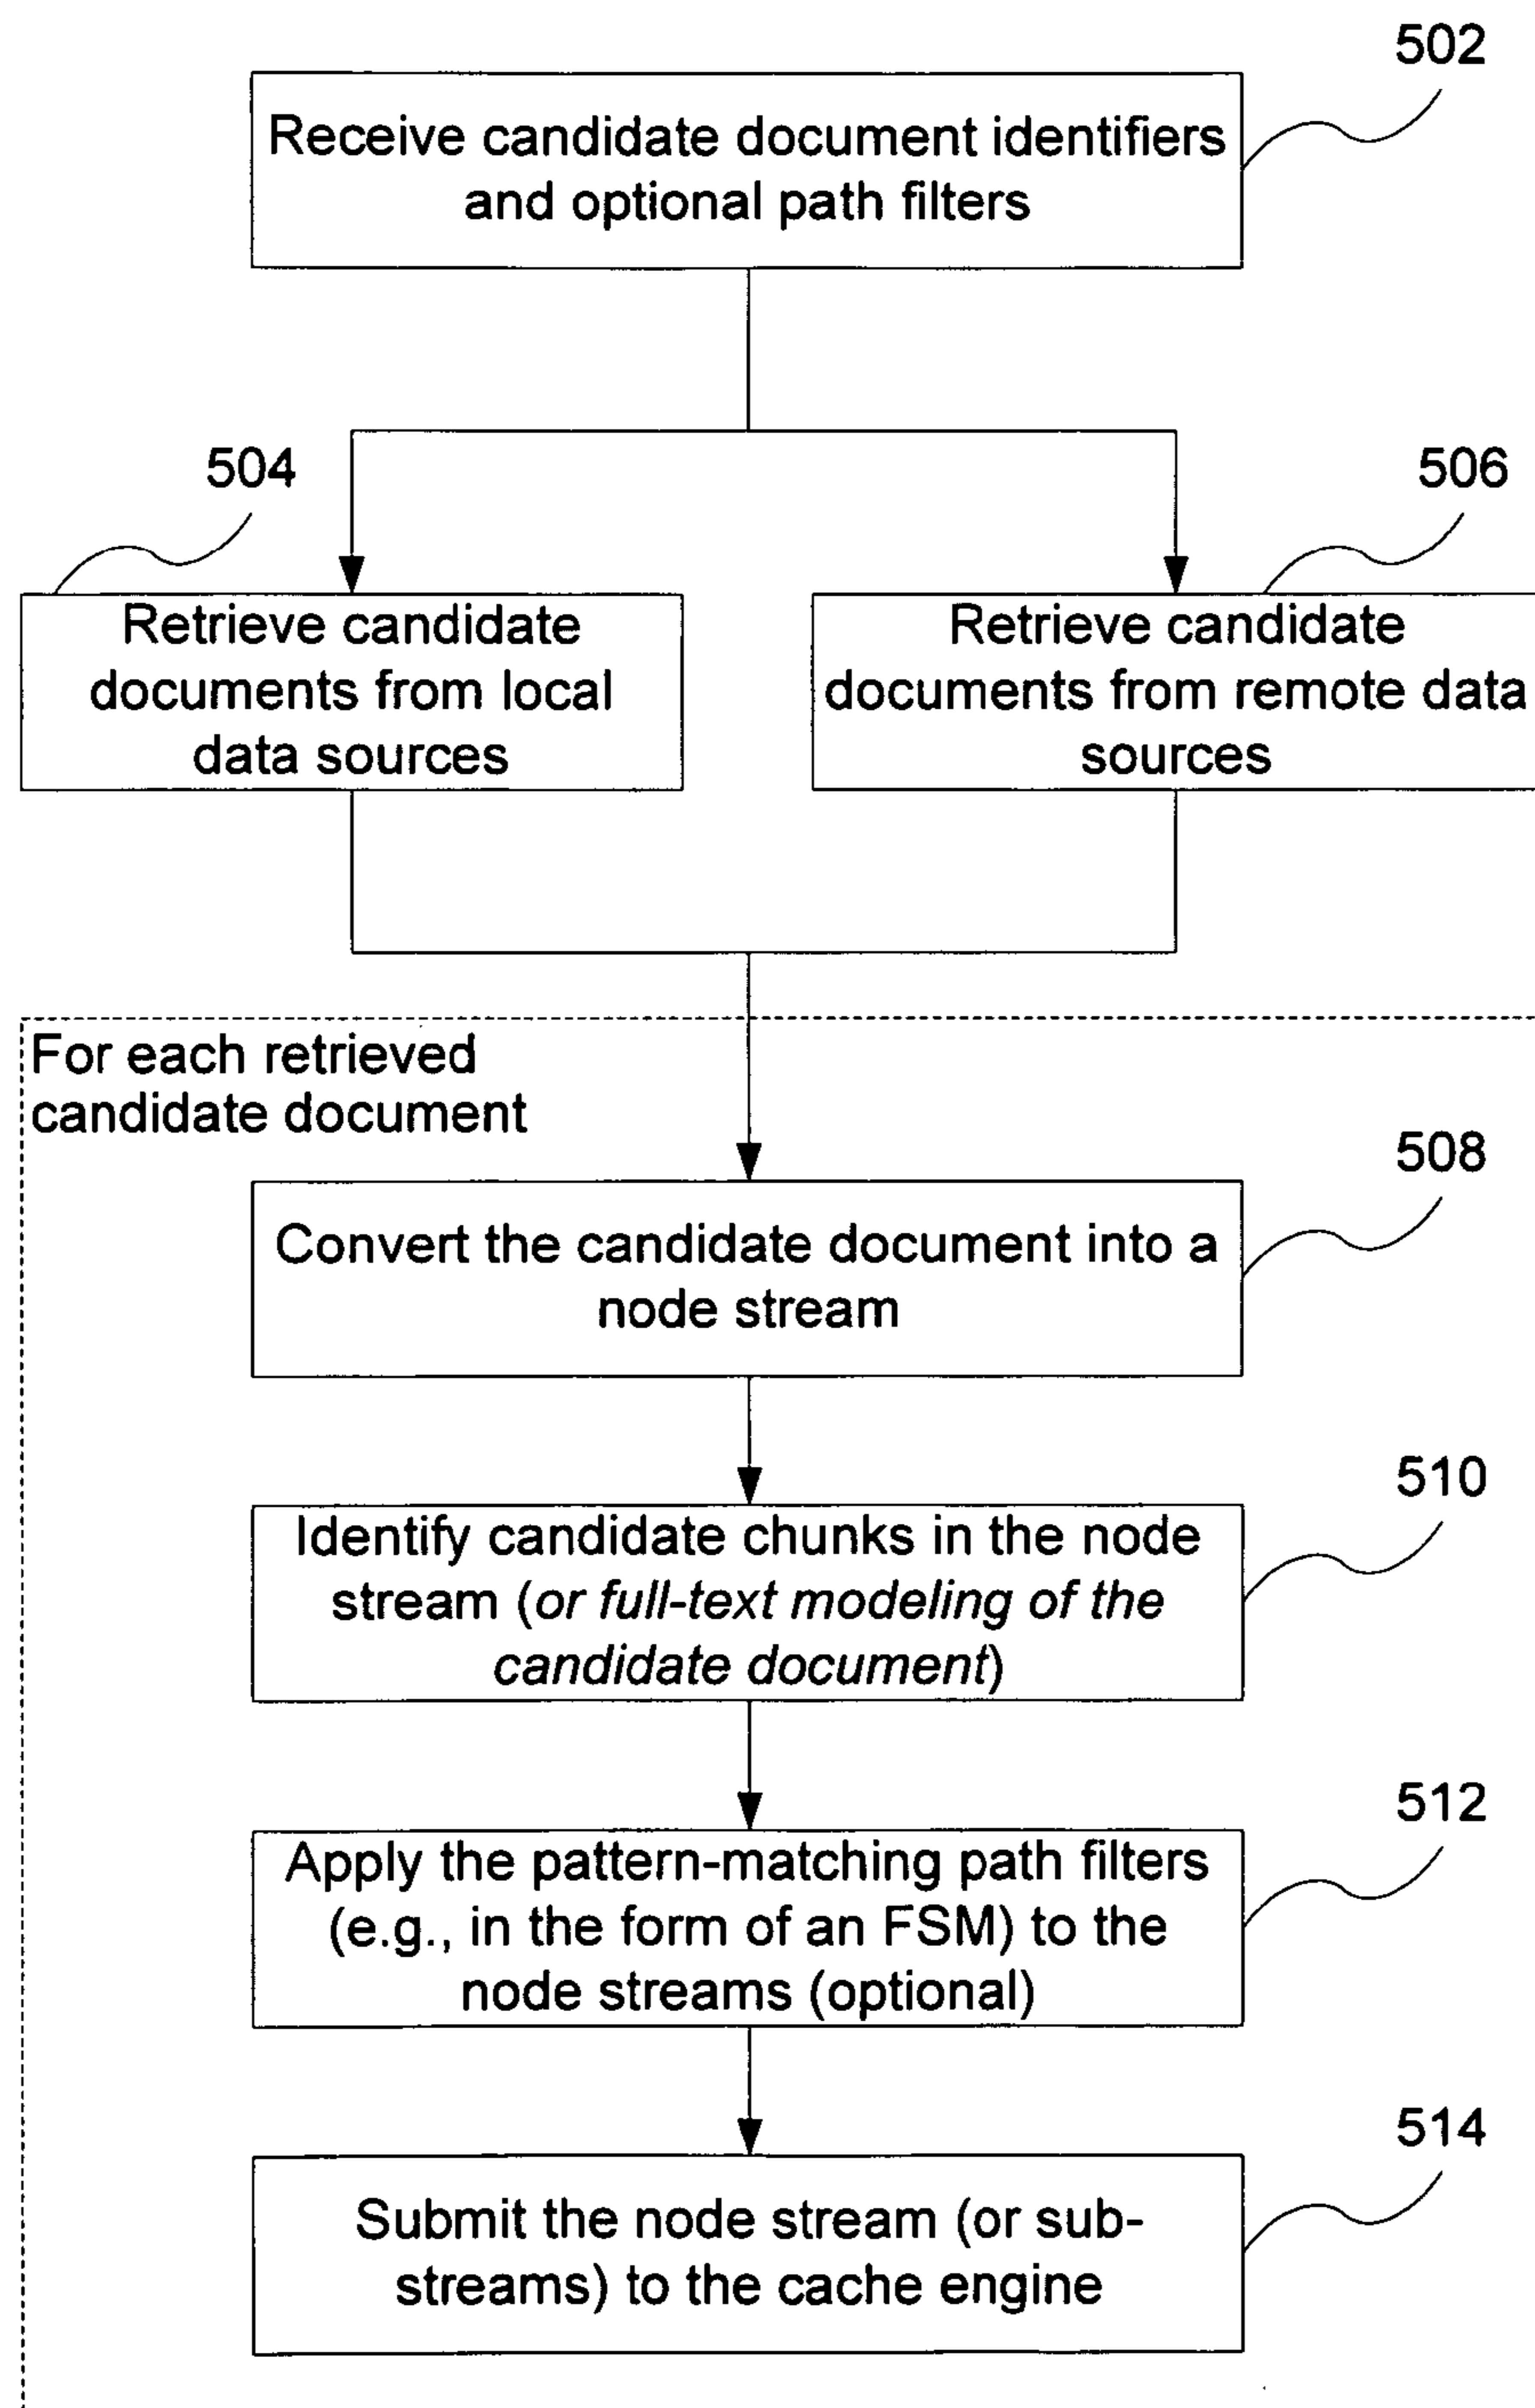 502
Receive candidate document identifiers
and optional path filters
504
506
Retrieve candidate
documents from local
data sources
Retrieve candidate
documents from remote data
sources
For each retrieved
candidate document
508
Convert the candidate document into a
node stream
510
Identify candidate chunks in the node
stream (or full-text modeling of the
candidate document)
512
Apply the pattern-matching path filters
(e.g., in the form of an FSM) to the
node streams (optional)
514
Submit the node stream (or sub-
streams) to the cache engine